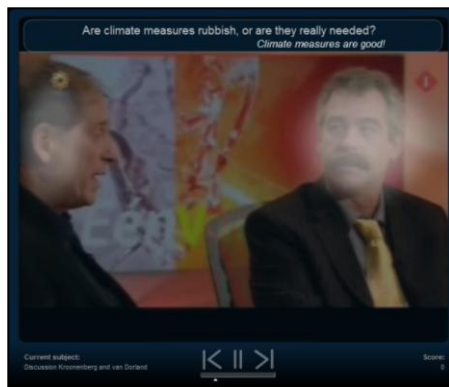 Are climate measures rubbish, or are they really needed?
Climate measures are good!
Current subject:
Discussion Kroonenberg and van Dorland
Score:
0